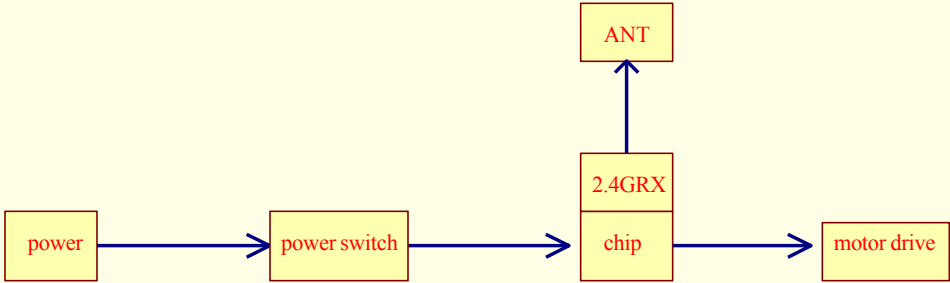 ANT
2.4GRX
power
power switch
chip
motor drive